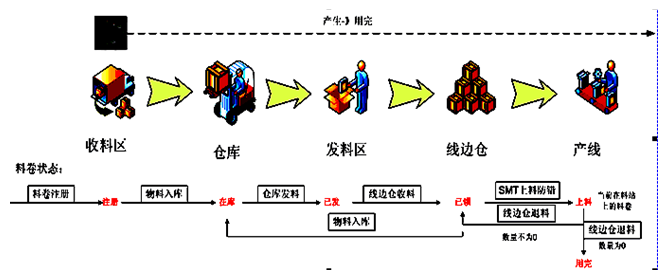 产生-》用完
收料区
仓库
发料区
线边仓
产线
料卷状态:
料卷注册
注册
物料入库
在库
仓库发料
已发
线边仓收料
已领
SMT上料防错
上料
当前在料站
上的料卷
物料入库
线边仓退料
数量不为0
线边仓退料
数量为0
用完